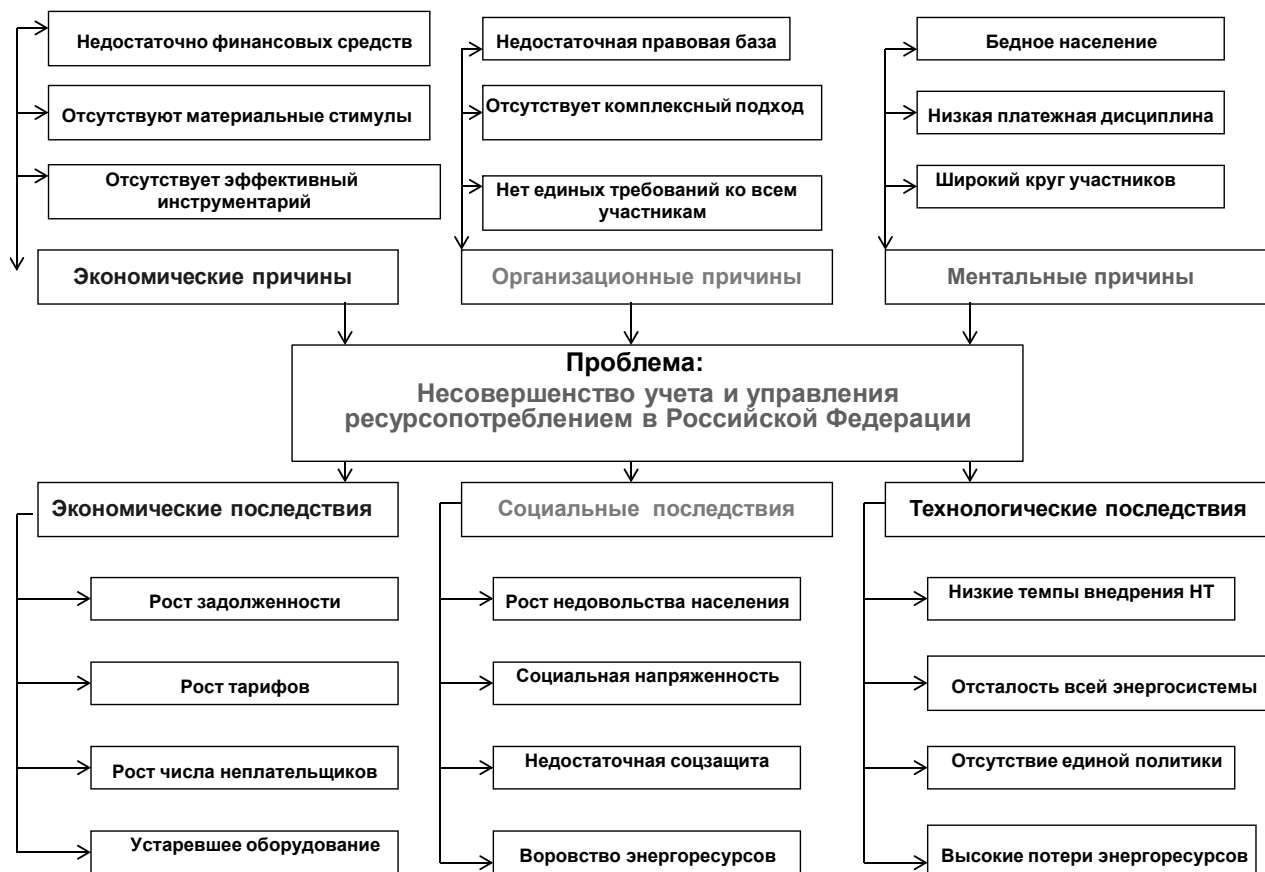 Недостаточно финансовых средств
Отсутствуют материальные стимулы
Отсутствует эффективный
инструментарий
Экономические причины
Недостаточная правовая база
Отсутствует комплексный подход
Нет единых требований ко всем
участникам
Организационные причины
Бедное население
Низкая платежная дисциплина
Широкий круг участников
Ментальные причины
Проблема:
Несовершенство учета и управления
ресурсопотреблением в Российской Федерации
Экономические последствия
Рост задолженности
Рост тарифов
Рост числа неплательщиков
Устаревшее оборудование
Социальные последствия
Рост недовольства населения
Социальная напряженность
Недостаточная соцзащита
Воровство энергоресурсов
Технологические последствия
Низкие темпы внедрения НТ
Отсталость всей энергосистемы
Отсутствие единой политики
Высокие потери энергоресурсов